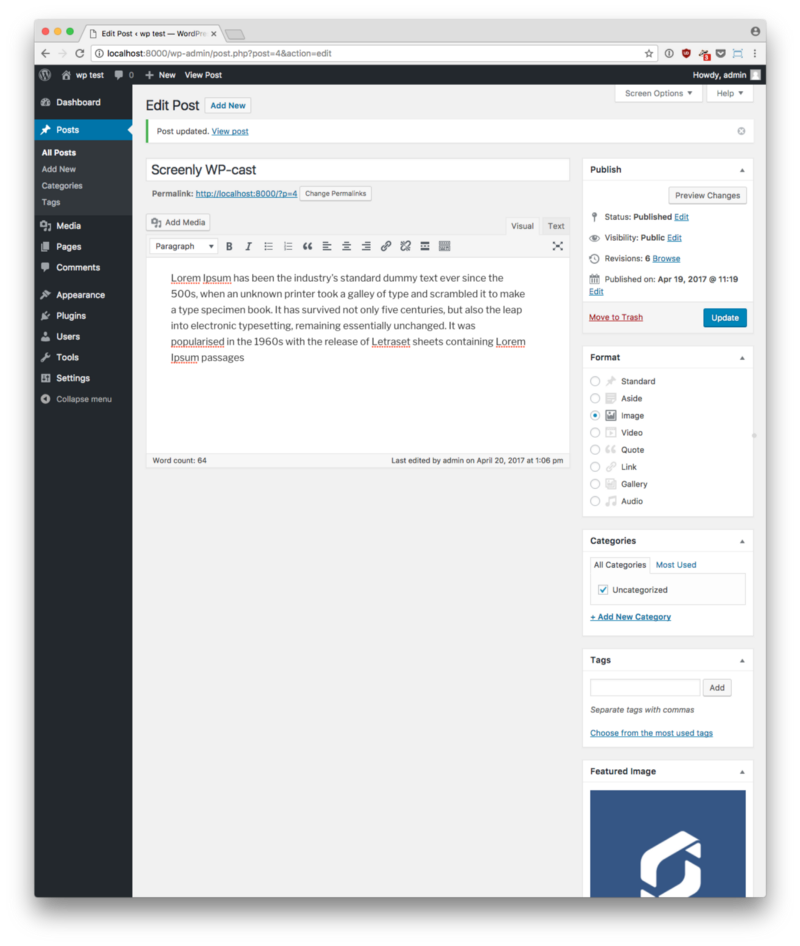 Edit Post ‹ wp test — WordPre
localhost:8000/wp-admin/post.php?post=4&action=edit
3
wp test 0 New View Post Howdy, admin
Dashboard
Posts
All Posts
Add New
Categories
Tags
Media
Pages
Comments
Appearance
Plugins
Users
Tools
Settings
Collapse menu
Screen Options Help
Edit Post Add New
Post updated. View post
Screenly WP-cast
Permalink: http://localhost:8000/?p=4 Change Permalinks
Add Media
Visual Text
Paragraph B I
Lorem Ipsum has been the industry's standard dummy text ever since the
500s, when an unknown printer took a galley of type and scrambled it to make
a type specimen book. It has survived not only five centuries, but also the leap
into electronic typesetting, remaining essentially unchanged. It was
popularised in the 1960s with the release of Letraset sheets containing Lorem
Ipsum passages
Word count: 64 Last edited by admin on April 20, 2017 at 1:06 pm
Publish
Preview Changes
Status: Published Edit
Visibility: Public Edit
Revisions: 6 Browse
Published on: Apr 19, 2017 @ 11:19
Edit
Move to Trash Update
Format
Standard
Aside
Image
Video
Quote
Link
Gallery
Audio
Categories
All Categories Most Used
Uncategorized
+ Add New Category
Tags
Add
Separate tags with commas
Choose from the most used tags
Featured Image